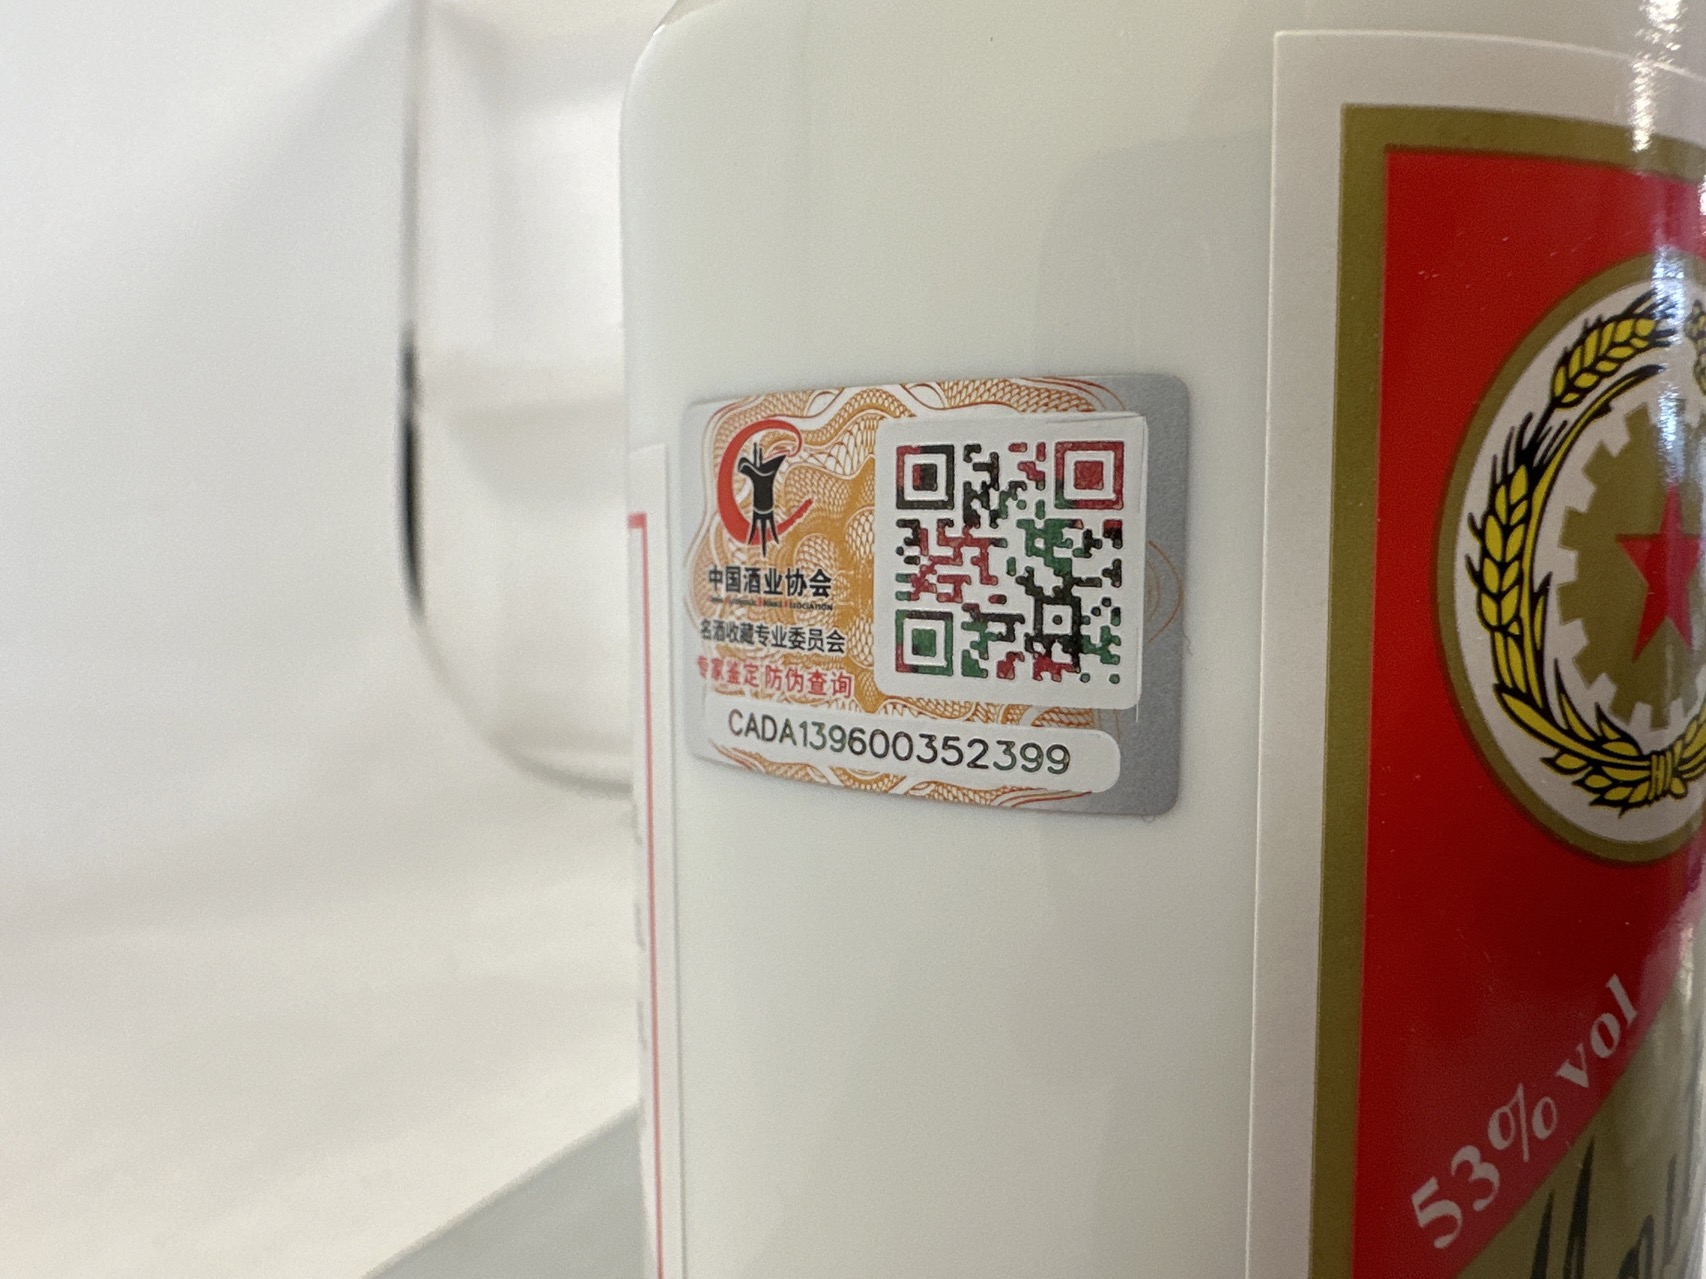 中国酒业协会
名酒收藏专业委员会
专家鉴定 防伪查询
CADA139600352399
53% vol